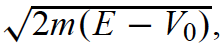 √2m(E − V₀),